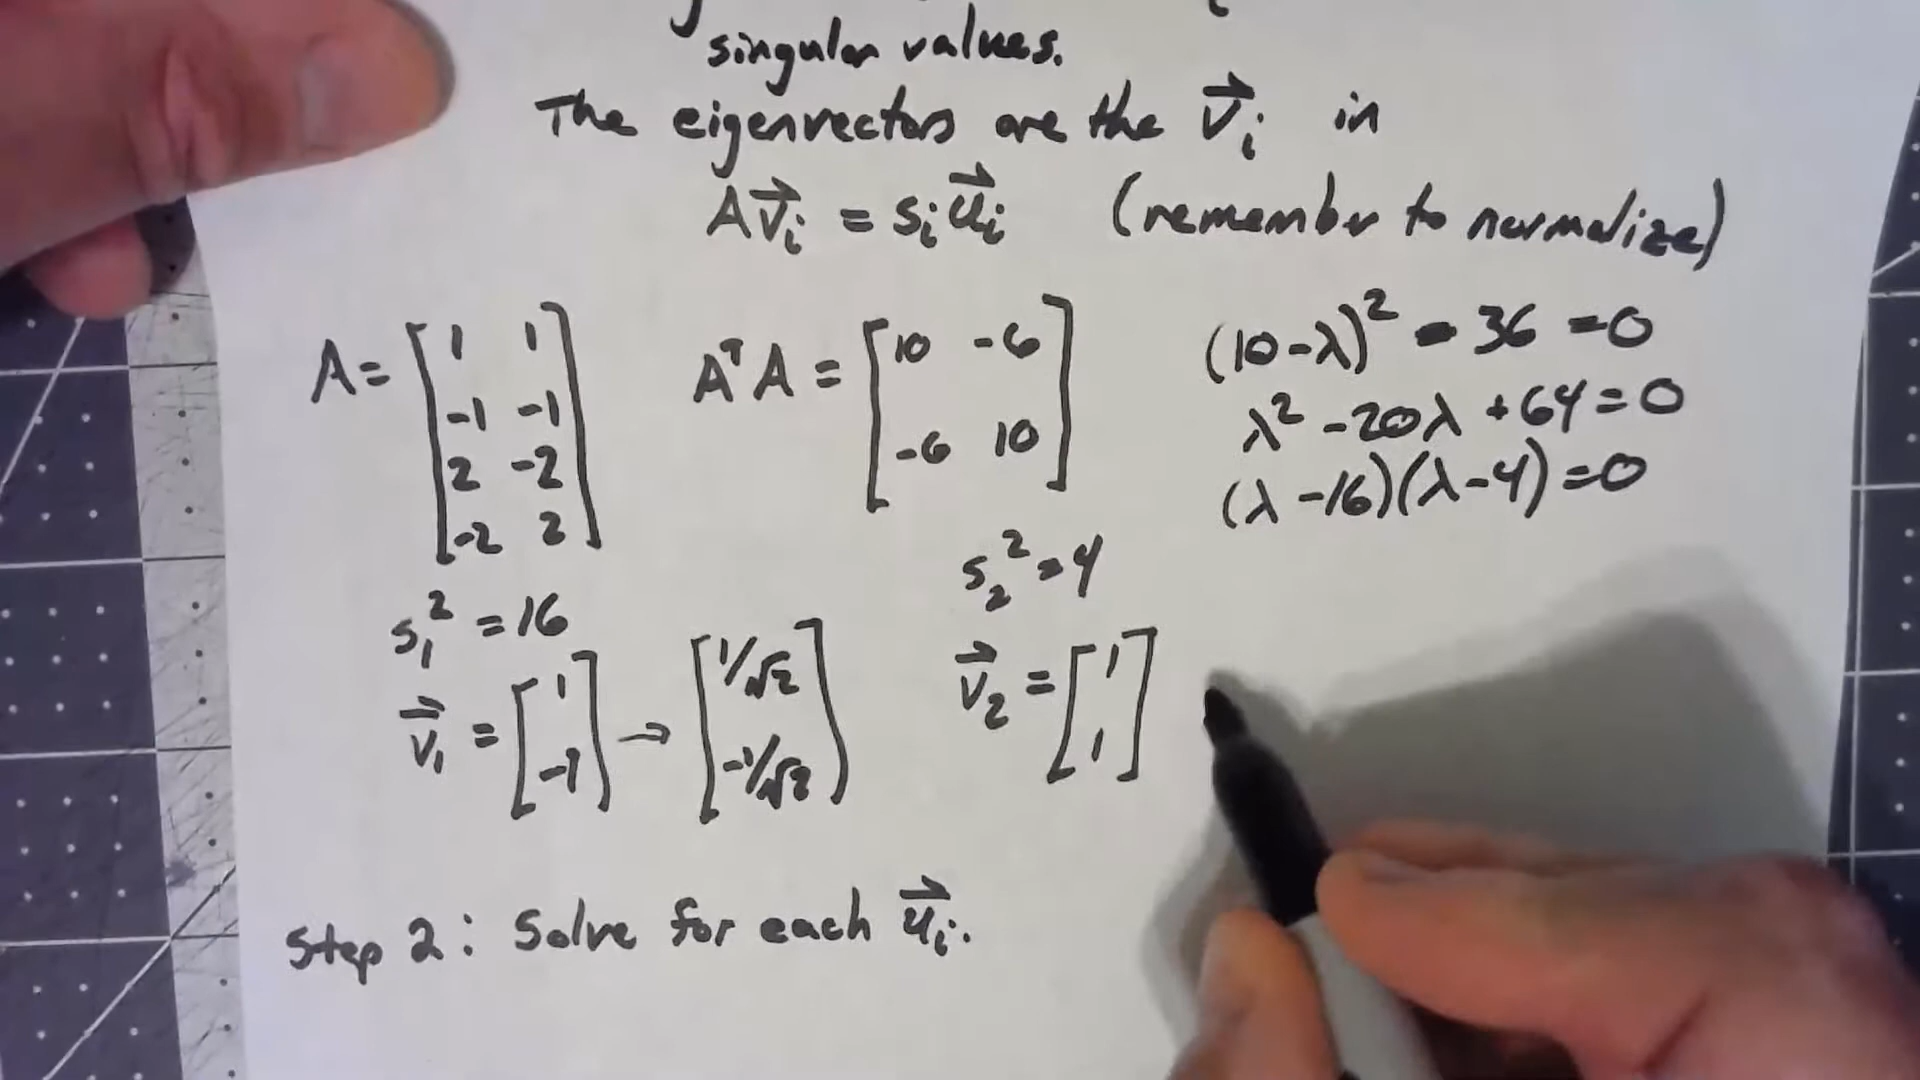 singular values.
The eigenvectors are the v⃗ᵢ in
Av⃗ᵢ = sᵢu⃗ᵢ (remember to normalize)
A = [1 1; -1 -1; 2 -2; -2 2] AᵀA = [10 -6; -6 10]
(10-λ)² - 36 = 0
λ² - 20λ + 64 = 0
(λ - 16)(λ - 4) = 0
s₁² = 16
v⃗₁ = [1; -1] → [1/√2; -1/√2]
s₂² = 4
v⃗₂ = [1; 1]
Step 2: Solve for each u⃗ᵢ.